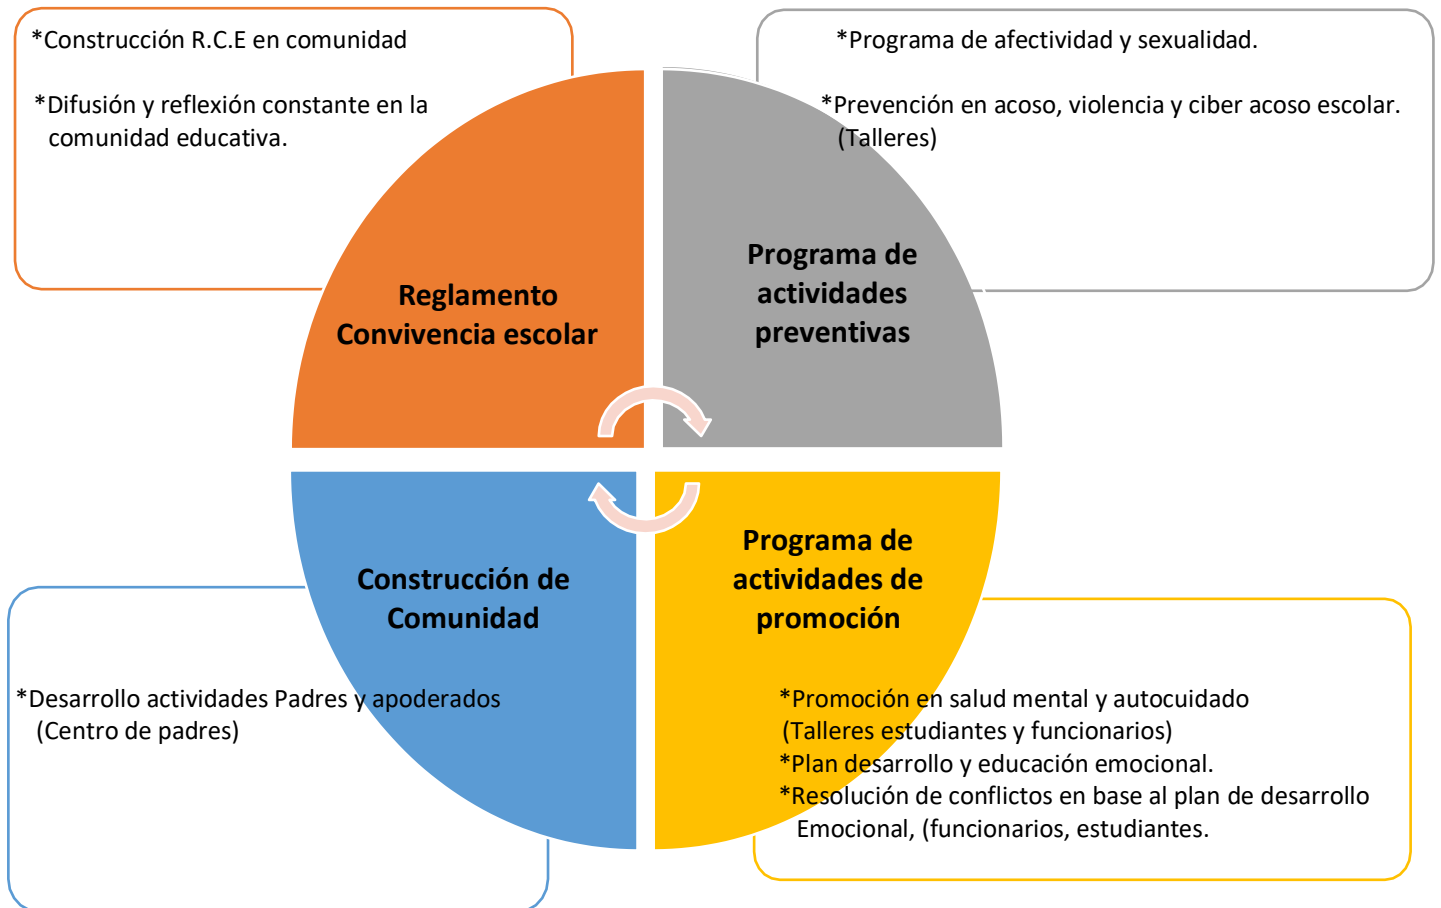 *Construcción R.C.E en comunidad
*Difusión y reflexión constante en la
comunidad educativa.
*Programa de afectividad y sexualidad.
*Prevención en acoso, violencia y ciber acoso escolar.
(Talleres)
Reglamento
Convivencia escolar
Programa de
actividades
preventivas
Construcción de
Comunidad
Programa de
actividades de
promoción
*Desarrollo actividades Padres y apoderados
(Centro de padres)
*Promoción en salud mental y autocuidado
(Talleres estudiantes y funcionarios)
*Plan desarrollo y educación emocional.
*Resolución de conflictos en base al plan de desarrollo
Emocional, (funcionarios, estudiantes.